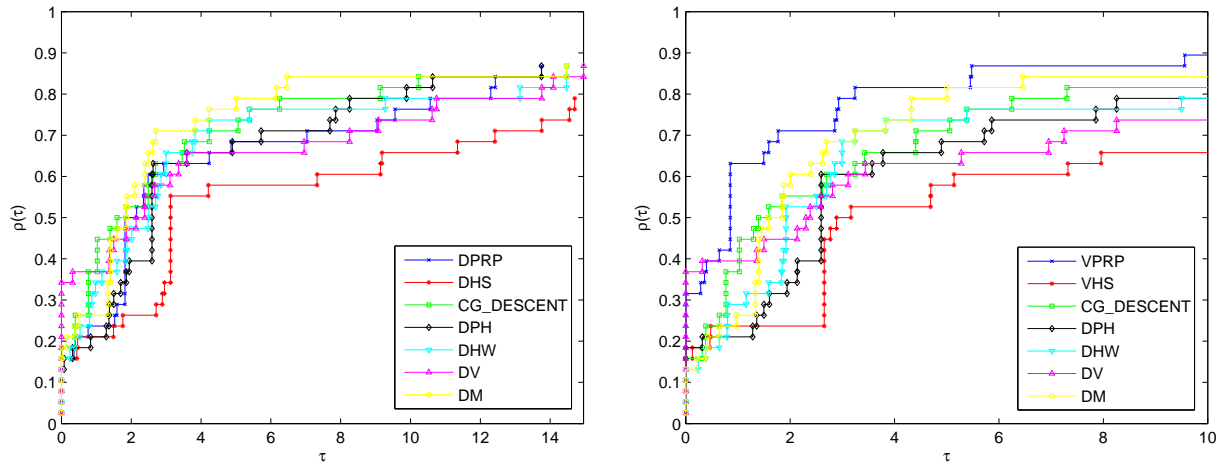 1
0.9
0.8
0.7
0.6
0.5
0.4
0.3
0.2
0.1
0
ρ(τ)
0 2 4 6 8 10 12 14
τ
DPRP
DHS
CG_DESCENT
DPH
DHW
DV
DM
1
0.9
0.8
0.7
0.6
0.5
0.4
0.3
0.2
0.1
0
ρ(τ)
0 2 4 6 8 10
τ
VPRP
VHS
CG_DESCENT
DPH
DHW
DV
DM